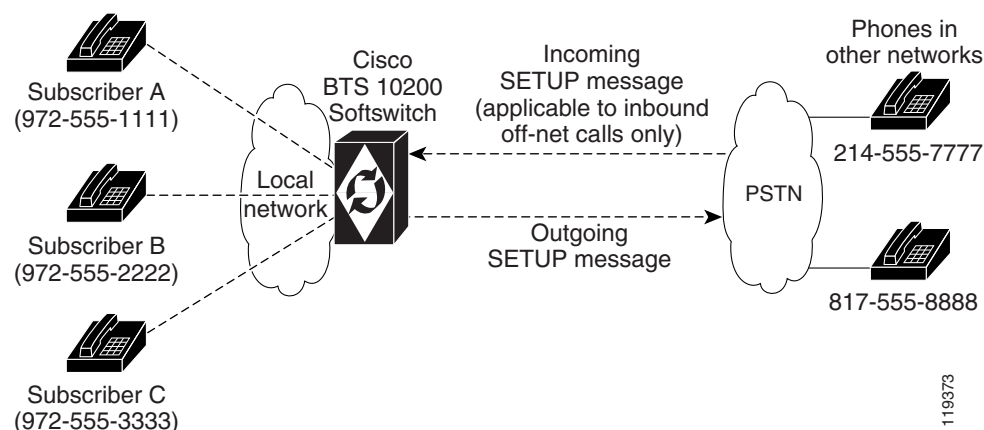 Subscriber A
(972-555-1111)
Subscriber B
(972-555-2222)
Subscriber C
(972-555-3333)
Local
network
Cisco
BTS 10200
Softswitch
Incoming
SETUP message
(applicable to inbound
off-net calls only)
Outgoing
SETUP message
PSTN
Phones in
other networks
214-555-7777
817-555-8888
119373